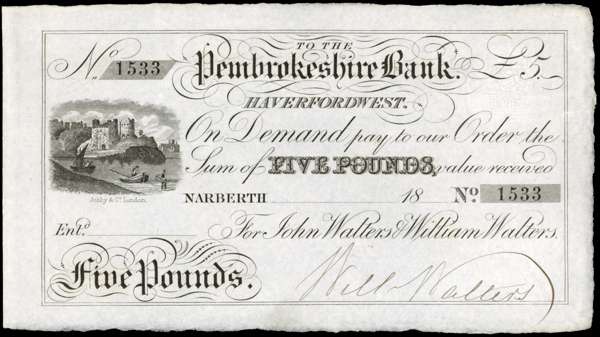 TO THE
No. 1533 Pembrokeshire Bank. £5
HAVERFORDWEST.
On Demand pay to our Order the
Sum of FIVE POUNDS, value received
Ashby & Co. London.
NARBERTH 18 No. 1533
Entd. For John Walters & William Walters.
Five Pounds. Will Walters